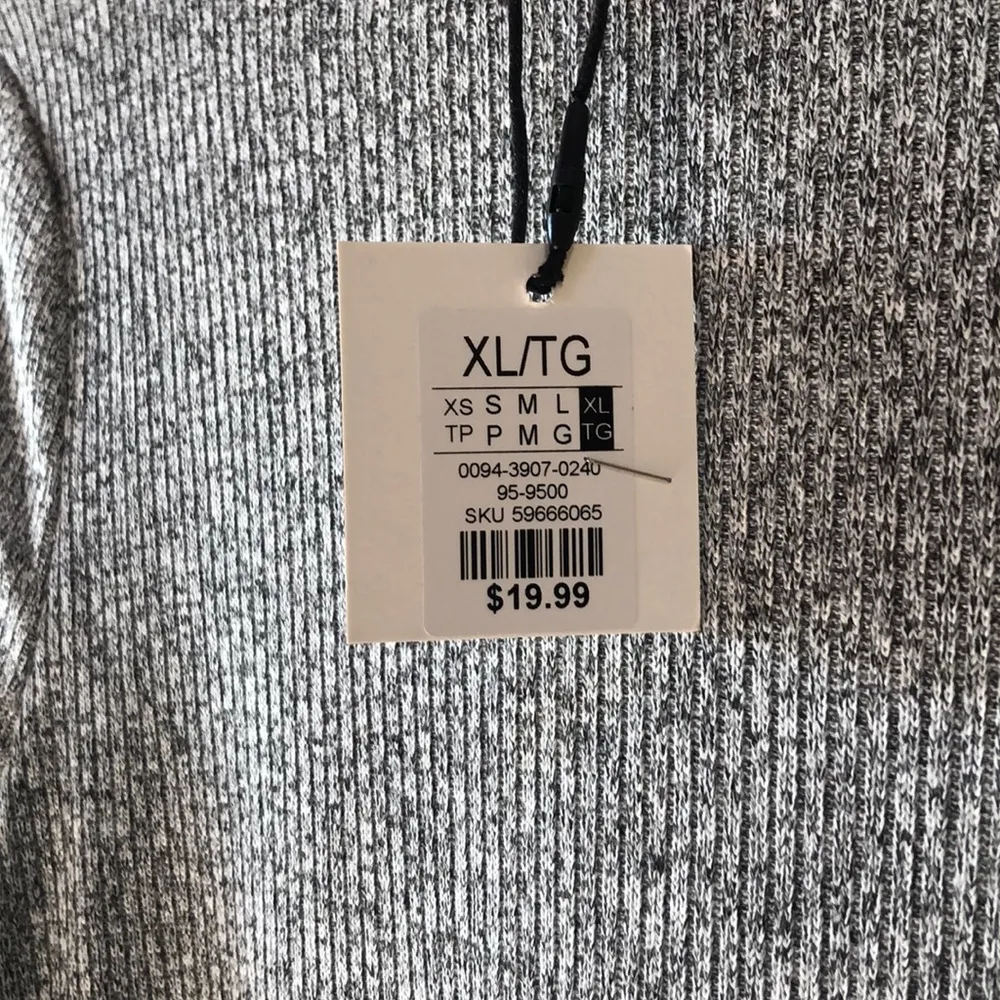 XL/TG
XS S M L XL
TP P M G TG
0094-3907-0240
95-9500
SKU 59666065
$19.99